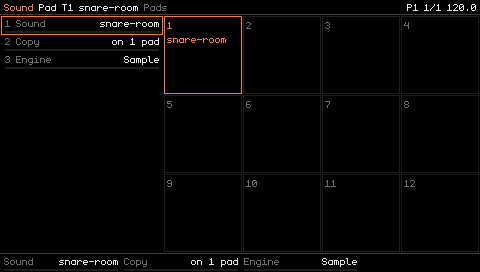 Sound Pad T1 snare-room Pads P1 1/1 120.0
1 Sound snare-room
2 Copy on 1 pad
3 Engine Sample
1 2 3 4
snare-room
5 6 7 8
9 10 11 12
Sound snare-room Copy on 1 pad Engine Sample